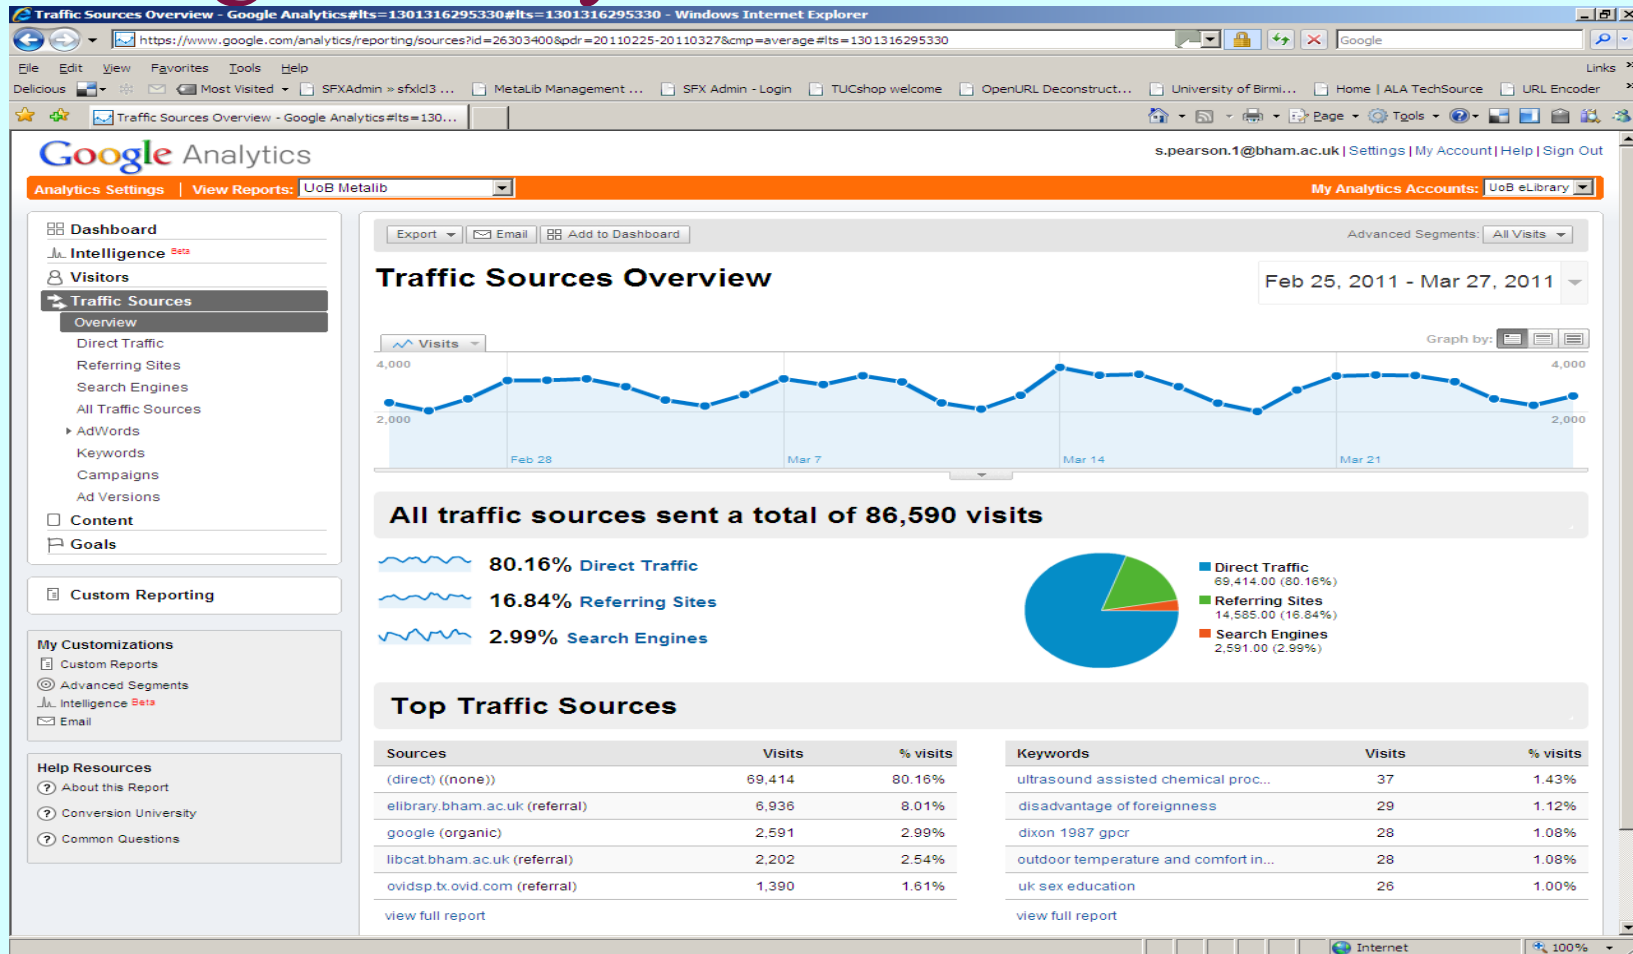 Traffic Sources Overview - Google Analytics#lts=1301316295330#lts=1301316295330 - Windows Internet Explorer
https://www.google.com/analytics/reporting/sources?id=26303400&pdr=20110225-20110327&cmp=average#lts=1301316295330
Google
File Edit View Favorites Tools Help
Links »
Delicious Most Visited SFXAdmin » sfxlcl3 ... MetaLib Management ... SFX Admin - Login TUCshop welcome OpenURL Deconstruct... University of Birmi... Home | ALA TechSource URL Encoder »
Traffic Sources Overview - Google Analytics#lts=130...
Page Tools
Google Analytics
s.pearson.1@bham.ac.uk | Settings | My Account | Help | Sign Out
Analytics Settings | View Reports: UoB Metalib
My Analytics Accounts: UoB eLibrary
Dashboard
Intelligence Beta
Visitors
Traffic Sources
Overview
Direct Traffic
Referring Sites
Search Engines
All Traffic Sources
AdWords
Keywords
Campaigns
Ad Versions
Content
Goals
Custom Reporting
My Customizations
Custom Reports
Advanced Segments
Intelligence Beta
Email
Help Resources
About this Report
Conversion University
Common Questions
Export Email Add to Dashboard
Advanced Segments: All Visits
Traffic Sources Overview
Feb 25, 2011 - Mar 27, 2011
Visits
Graph by:
4,000 4,000
2,000 2,000
Feb 28 Mar 7 Mar 14 Mar 21
All traffic sources sent a total of 86,590 visits
80.16% Direct Traffic
16.84% Referring Sites
2.99% Search Engines
Direct Traffic
69,414.00 (80.16%)
Referring Sites
14,585.00 (16.84%)
Search Engines
2,591.00 (2.99%)
Top Traffic Sources
Sources Visits % visits
(direct) ((none)) 69,414 80.16%
elibrary.bham.ac.uk (referral) 6,936 8.01%
google (organic) 2,591 2.99%
libcat.bham.ac.uk (referral) 2,202 2.54%
ovidsp.tx.ovid.com (referral) 1,390 1.61%
view full report
Keywords Visits % visits
ultrasound assisted chemical proc... 37 1.43%
disadvantage of foreignness 29 1.12%
dixon 1987 gpcr 28 1.08%
outdoor temperature and comfort in... 28 1.08%
uk sex education 26 1.00%
view full report
Internet 100%